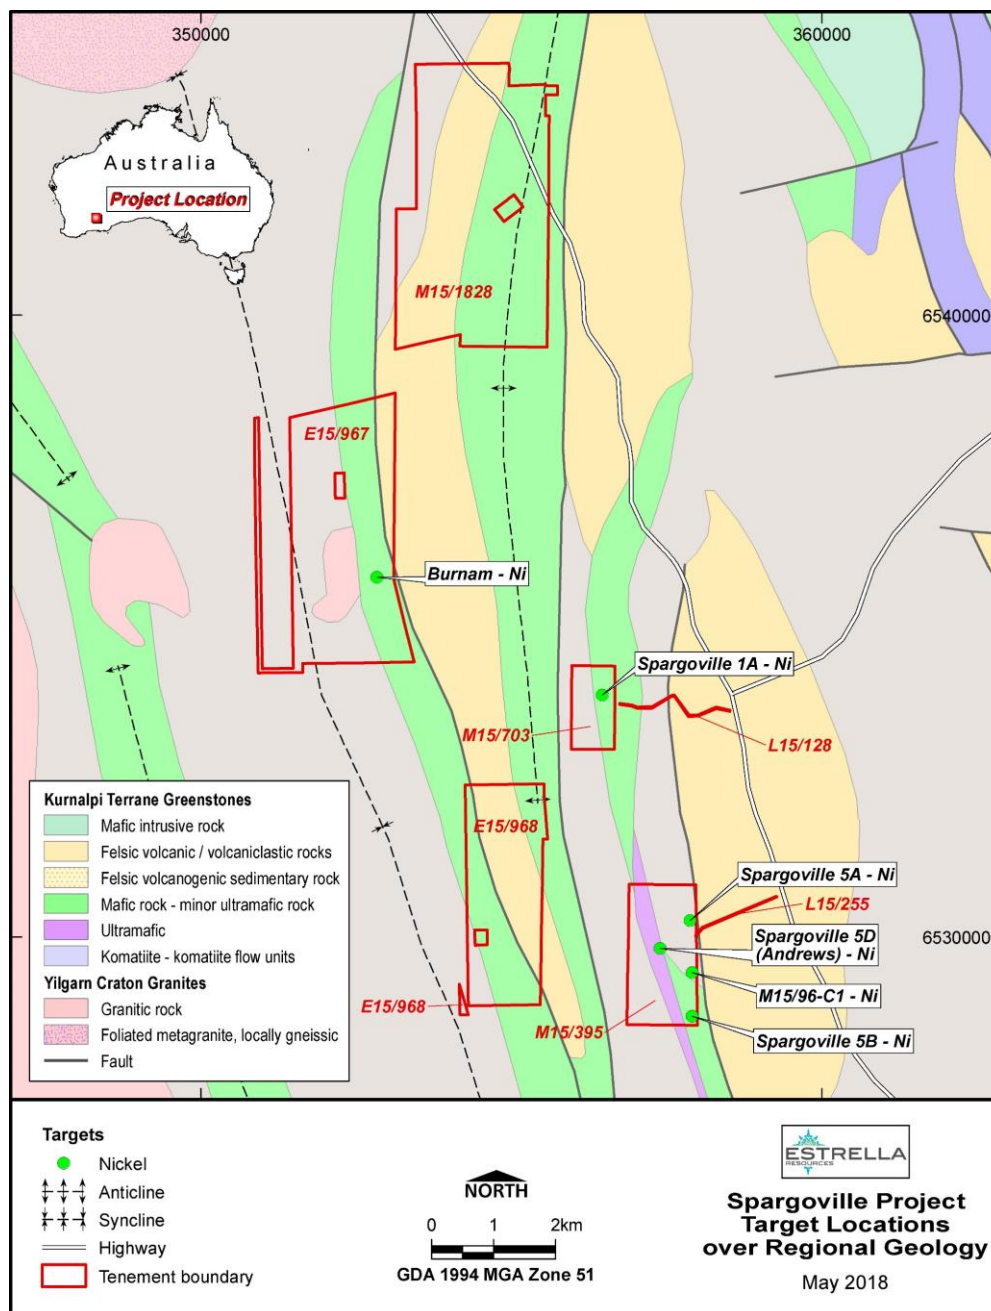 350000
360000
Australia
Project Location
M15/1828
6540000
E15/967
Burnam - Ni
Spargoville 1A - Ni
M15/703
L15/128
E15/968
Spargoville 5A - Ni
L15/255
Spargoville 5D
(Andrews) - Ni
6530000
M15/96-C1 - Ni
E15/968
M15/395
Spargoville 5B - Ni
Kurnalpi Terrane Greenstones
Mafic intrusive rock
Felsic volcanic / volcaniclastic rocks
Felsic volcanogenic sedimentary rock
Mafic rock - minor ultramafic rock
Ultramafic
Komatiite - komatiite flow units
Yilgarn Craton Granites
Granitic rock
Foliated metagranite, locally gneissic
Fault
Targets
Nickel
Anticline
Syncline
Highway
Tenement boundary
NORTH
0 1 2km
GDA 1994 MGA Zone 51
ESTRELLA
RESOURCES
Spargoville Project
Target Locations
over Regional Geology
May 2018